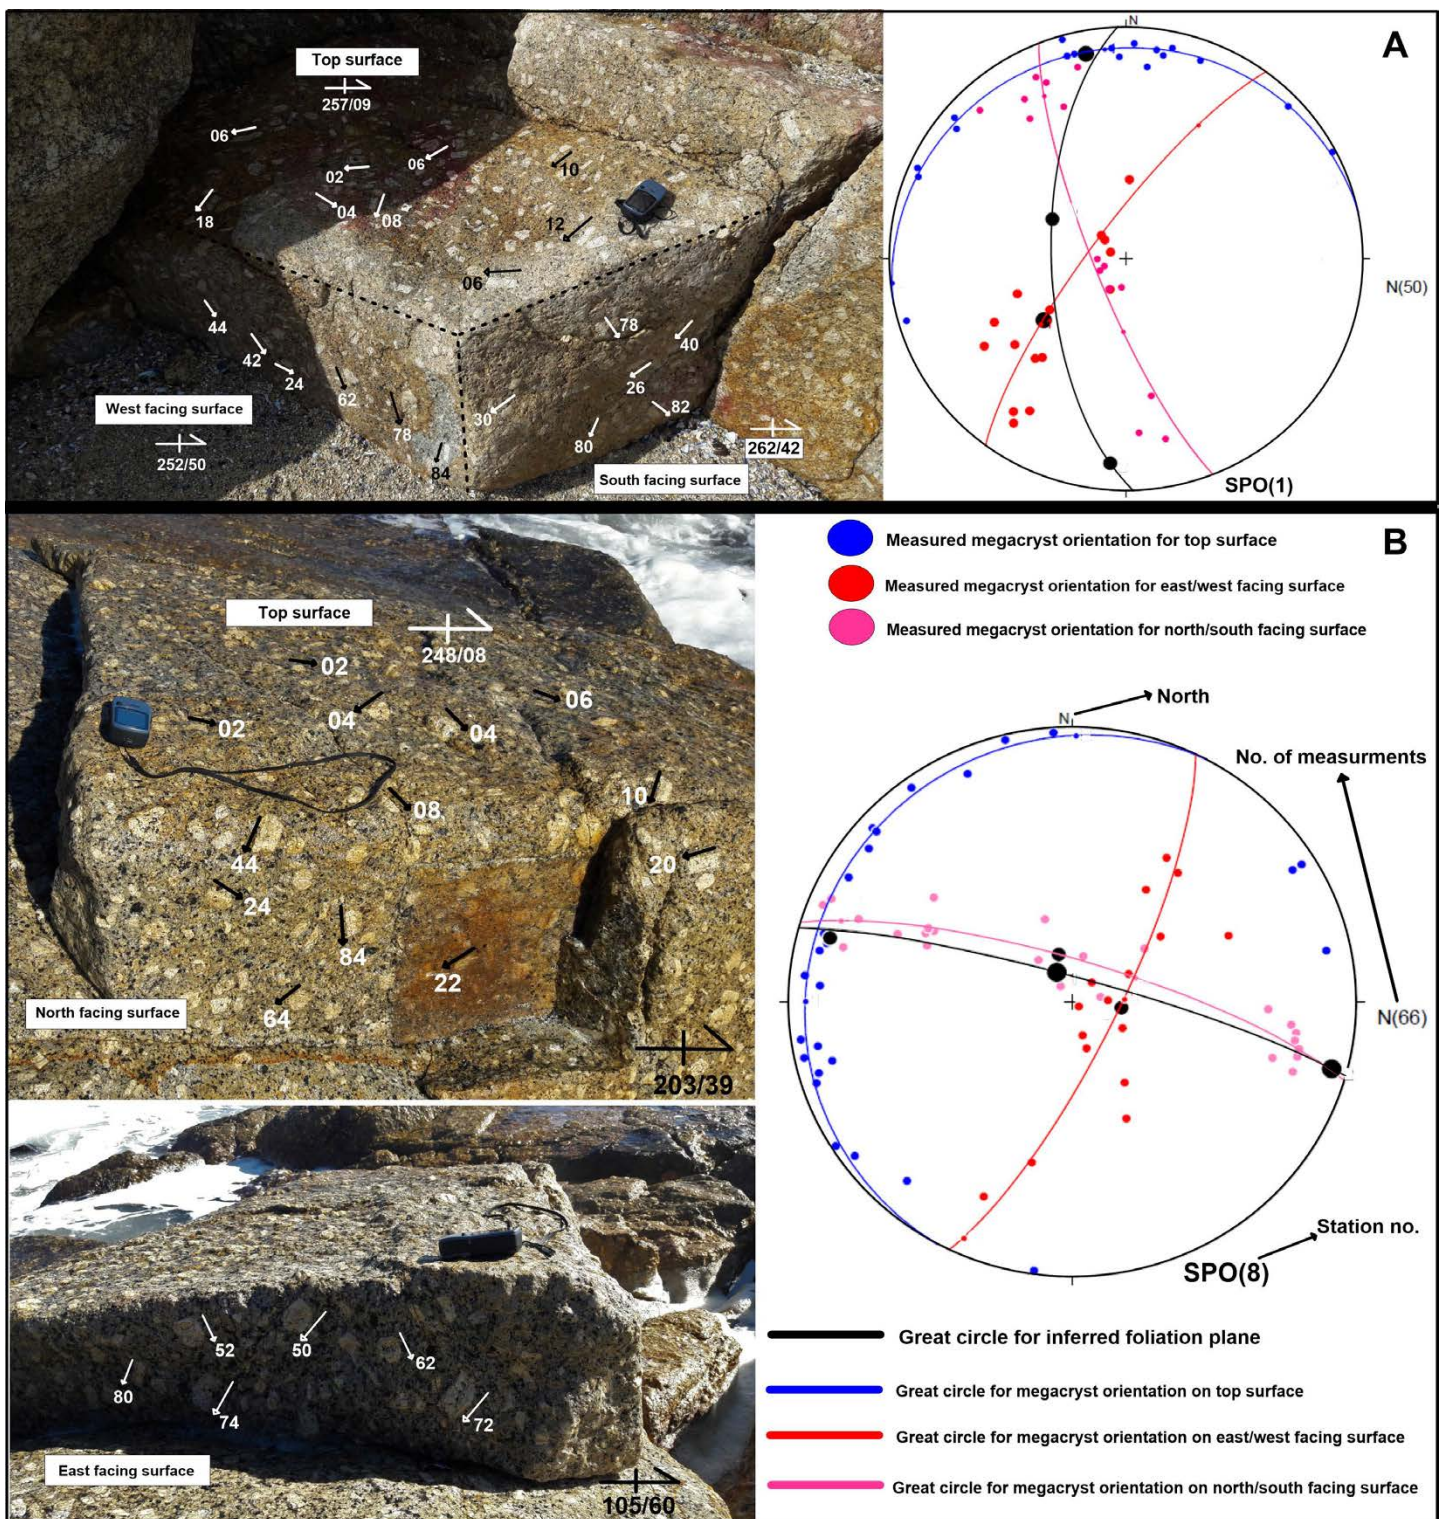 A
Top surface
257/09
06
06
02
10
18
04
08
12
06
44
78
40
42
24
26
62
30
82
78
80
84
West facing surface
252/50
262/42
South facing surface
N
N(50)
SPO(1)
B
Measured megacryst orientation for top surface
Measured megacryst orientation for east/west facing surface
Measured megacryst orientation for north/south facing surface
Top surface
248/08
02
06
02
04
04
08
10
44
20
24
84
22
64
North facing surface
203/39
N
North
No. of measurments
N(66)
Station no.
SPO(8)
52
50
62
80
74
72
East facing surface
105/60
Great circle for inferred foliation plane
Great circle for megacryst orientation on top surface
Great circle for megacryst orientation on east/west facing surface
Great circle for megacryst orientation on north/south facing surface